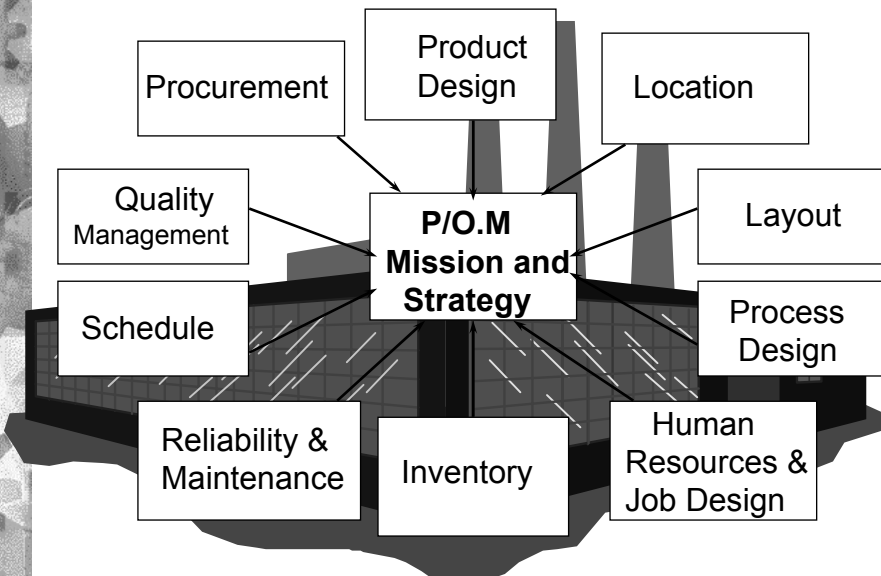 Procurement
Product
Design
Location
Quality
Management
P/O.M
Mission and
Strategy
Layout
Schedule
Process
Design
Reliability &
Maintenance
Inventory
Human
Resources &
Job Design